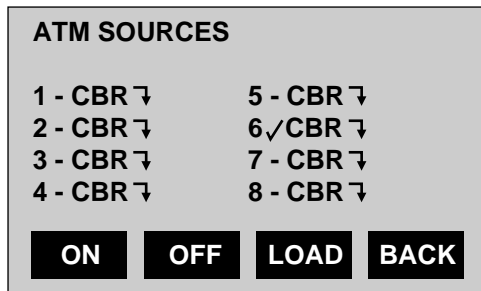 ATM SOURCES
1 - CBR ↴ 5 - CBR ↴
2 - CBR ↴ 6✓CBR ↴
3 - CBR ↴ 7 - CBR ↴
4 - CBR ↴ 8 - CBR ↴
ON OFF LOAD BACK